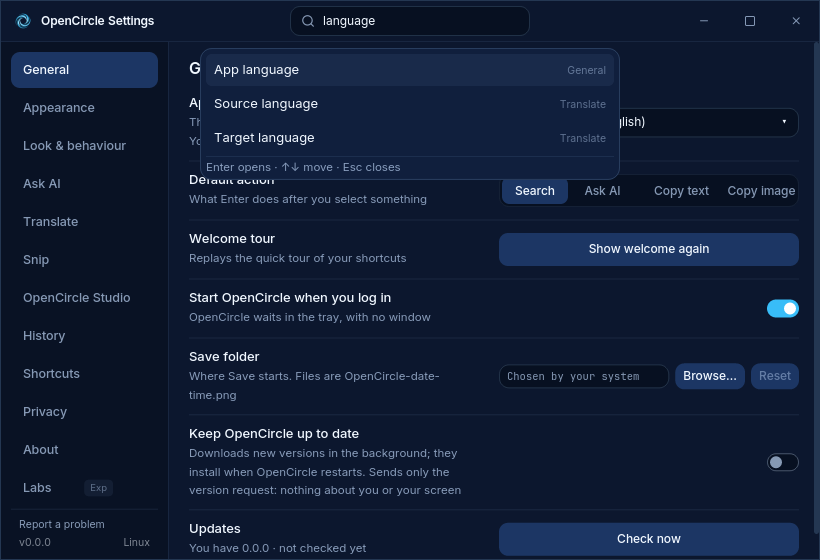 OpenCircle Settings
language
General
Appearance
Look & behaviour
Ask AI
Translate
Snip
OpenCircle Studio
History
Shortcuts
Privacy
About
Labs Exp
Report a problem
v0.0.0 Linux
App language General
Source language Translate
Target language Translate
Enter opens · ↑↓ move · Esc closes
glish)
Default action
What Enter does after you select something
Search Ask AI Copy text Copy image
Welcome tour
Replays the quick tour of your shortcuts
Show welcome again
Start OpenCircle when you log in
OpenCircle waits in the tray, with no window
Save folder
Where Save starts. Files are OpenCircle-date-
time.png
Chosen by your system Browse... Reset
Keep OpenCircle up to date
Downloads new versions in the background; they
install when OpenCircle restarts. Sends only the
version request: nothing about you or your screen
Updates
You have 0.0.0 · not checked yet
Check now